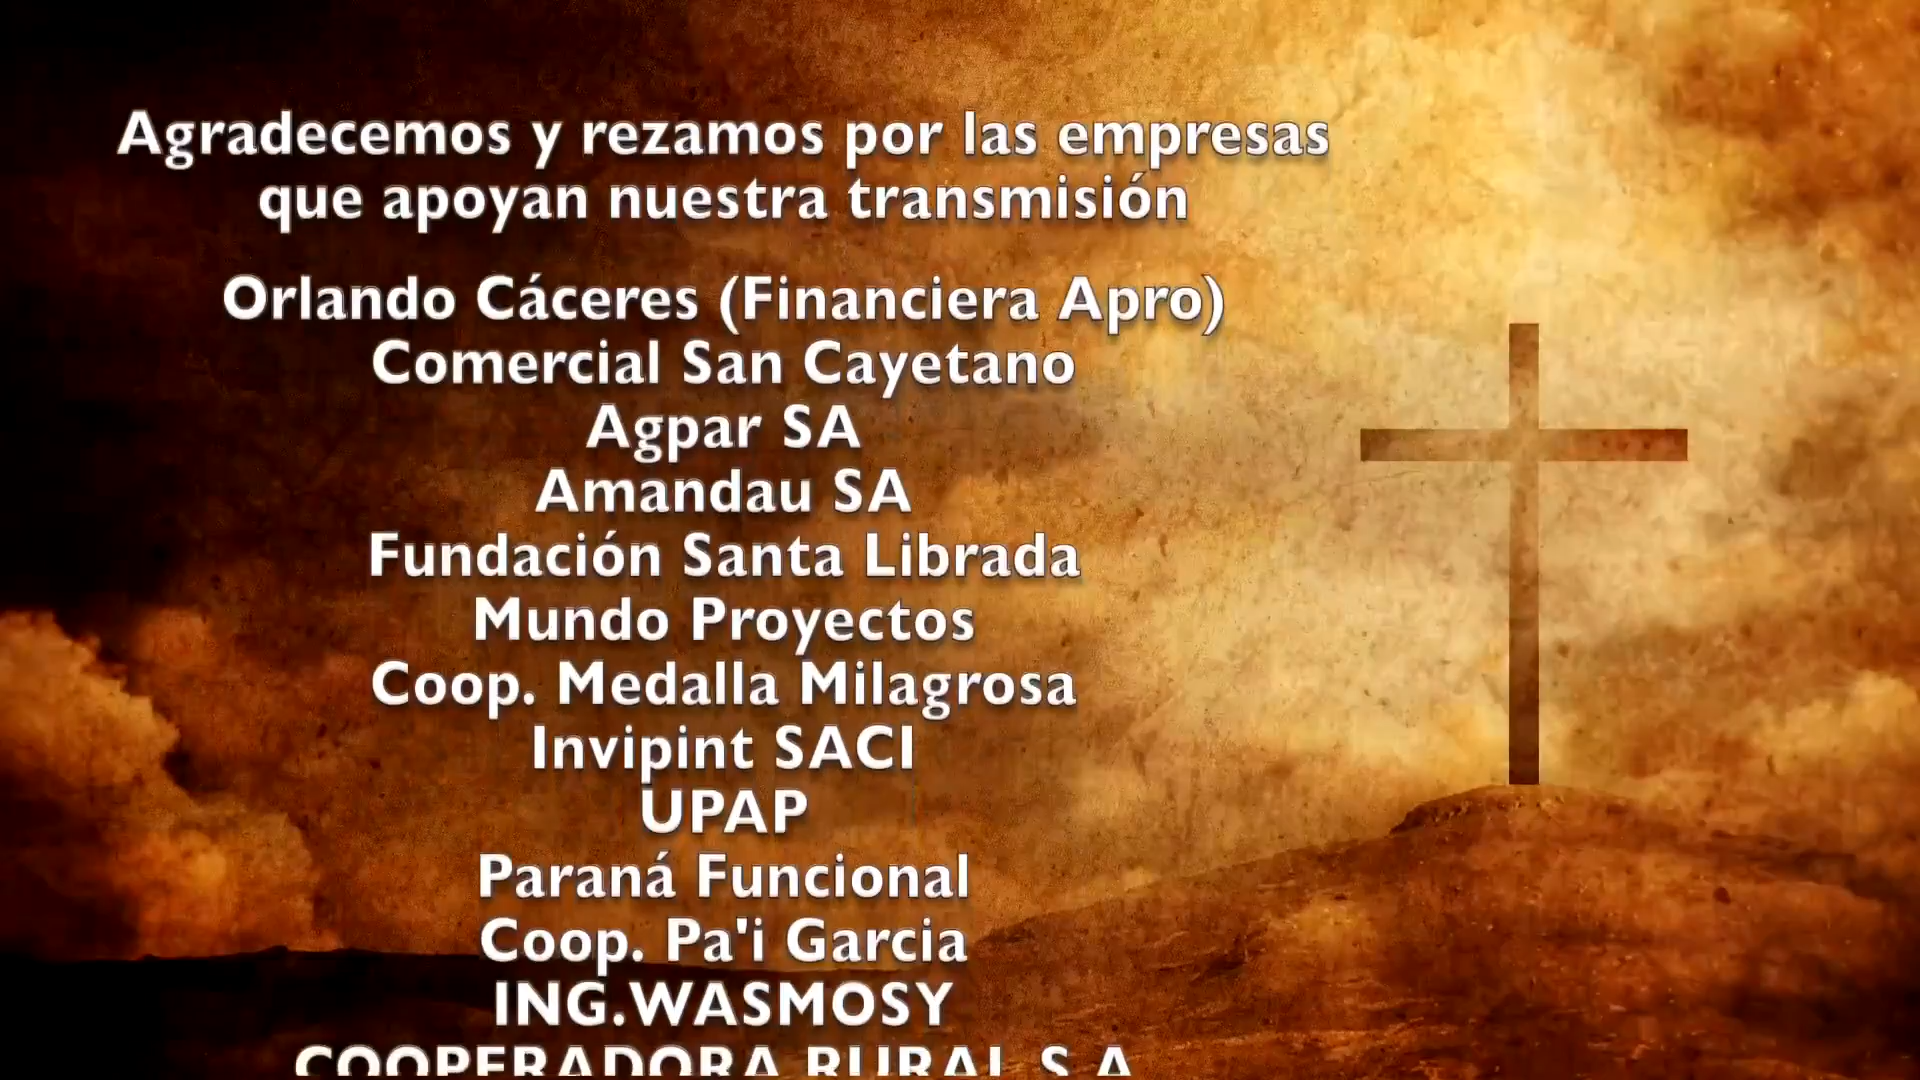 Agradecemos y rezamos por las empresas
que apoyan nuestra transmisión
Orlando Cáceres (Financiera Apro)
Comercial San Cayetano
Agpar SA
Amandau SA
Fundación Santa Librada
Mundo Proyectos
Coop. Medalla Milagrosa
Invipint SACI
UPAP
Paraná Funcional
Coop. Pa'i Garcia
ING.WASMOSY
COOPERADORA RURAL S.A